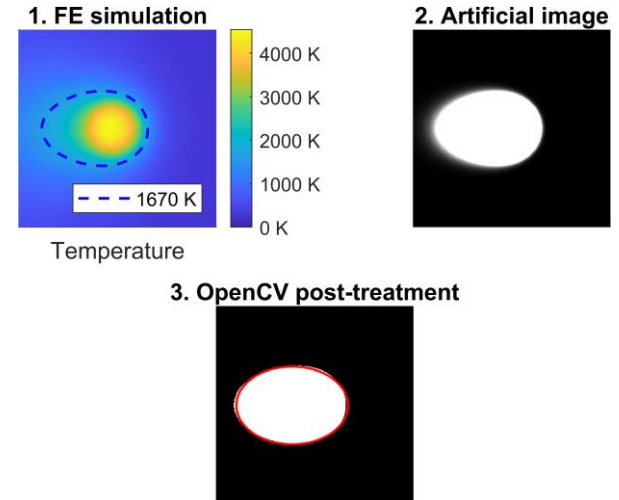 1. FE simulation
4000 K
3000 K
2000 K
1000 K
0 K
1670 K
Temperature
2. Artificial image
3. OpenCV post-treatment